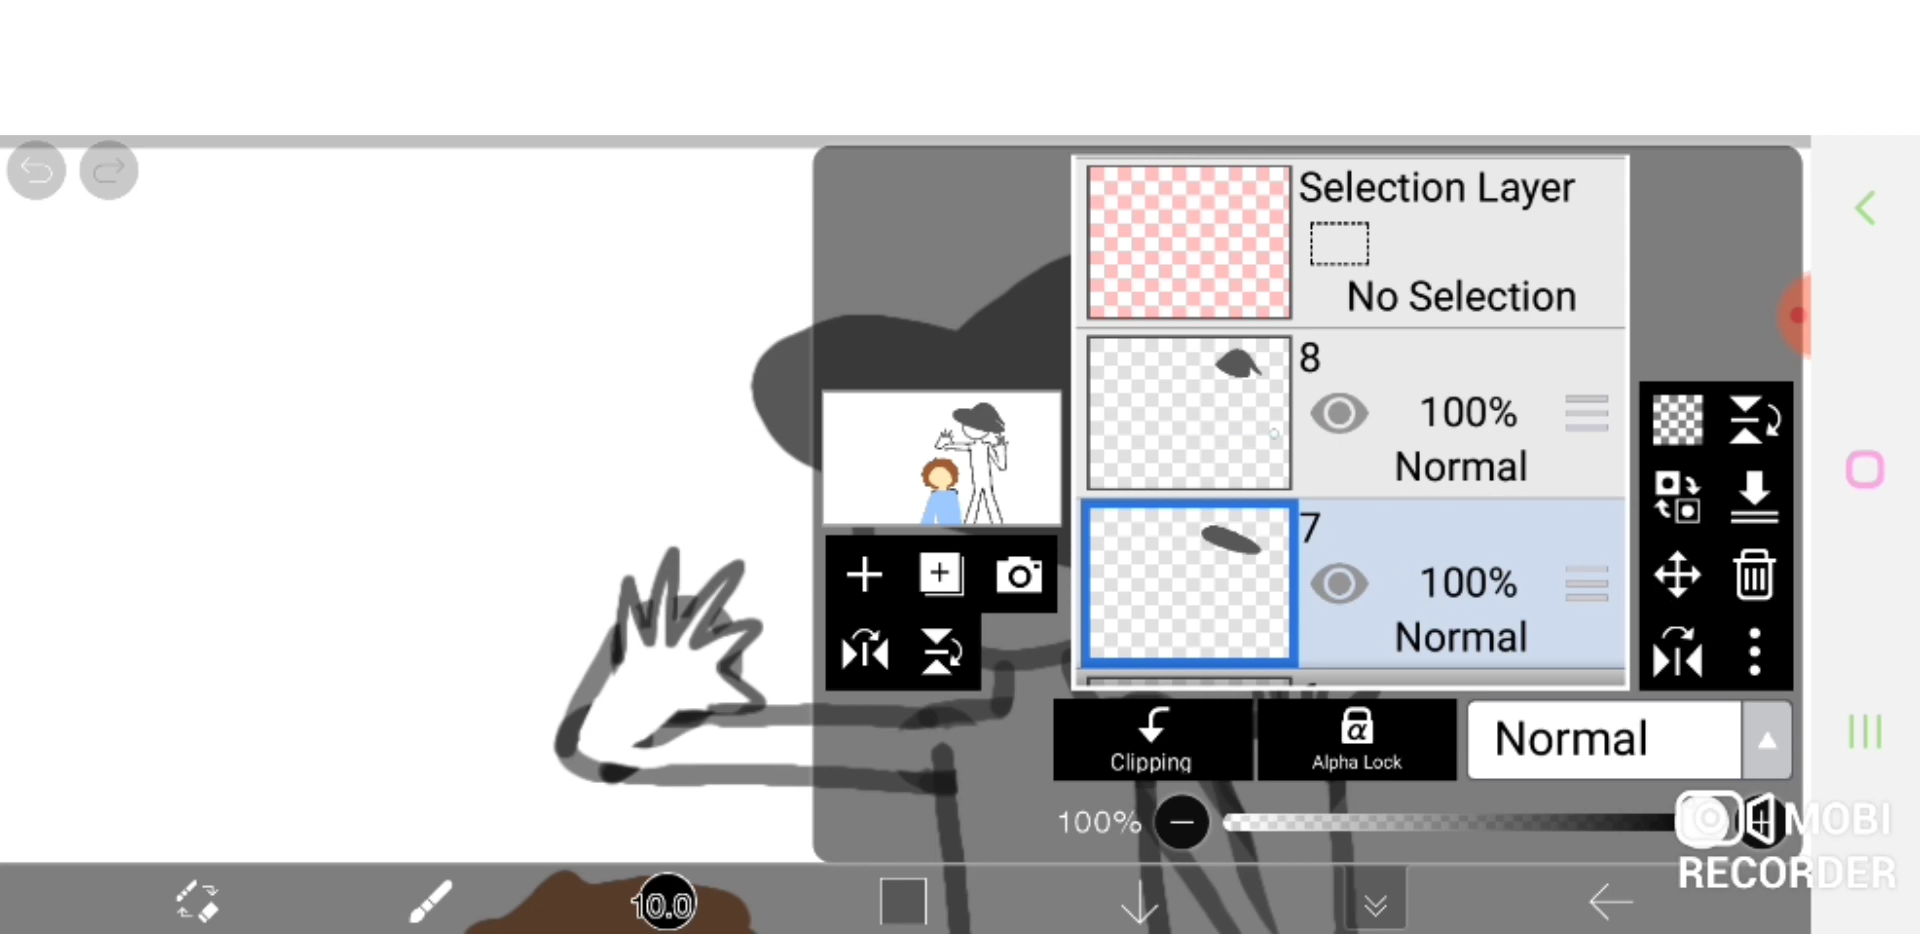 Selection Layer
No Selection
8
100%
Normal
7
100%
Normal
Clipping
α
Alpha Lock
Normal
100%
MOBI
RECORDER
10.0